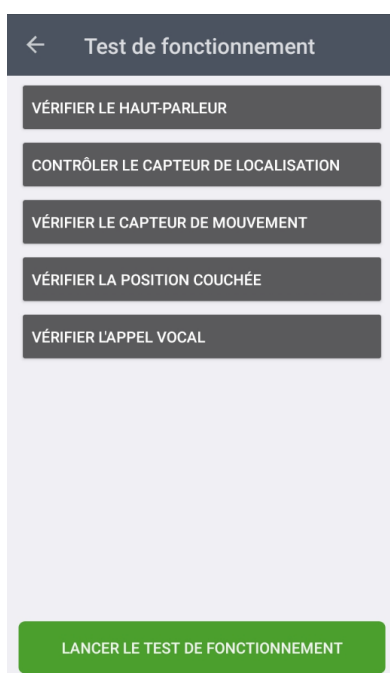 Test de fonctionnement
VÉRIFIER LE HAUT-PARLEUR
CONTRÔLER LE CAPTEUR DE LOCALISATION
VÉRIFIER LE CAPTEUR DE MOUVEMENT
VÉRIFIER LA POSITION COUCHÉE
VÉRIFIER L'APPEL VOCAL
LANCER LE TEST DE FONCTIONNEMENT